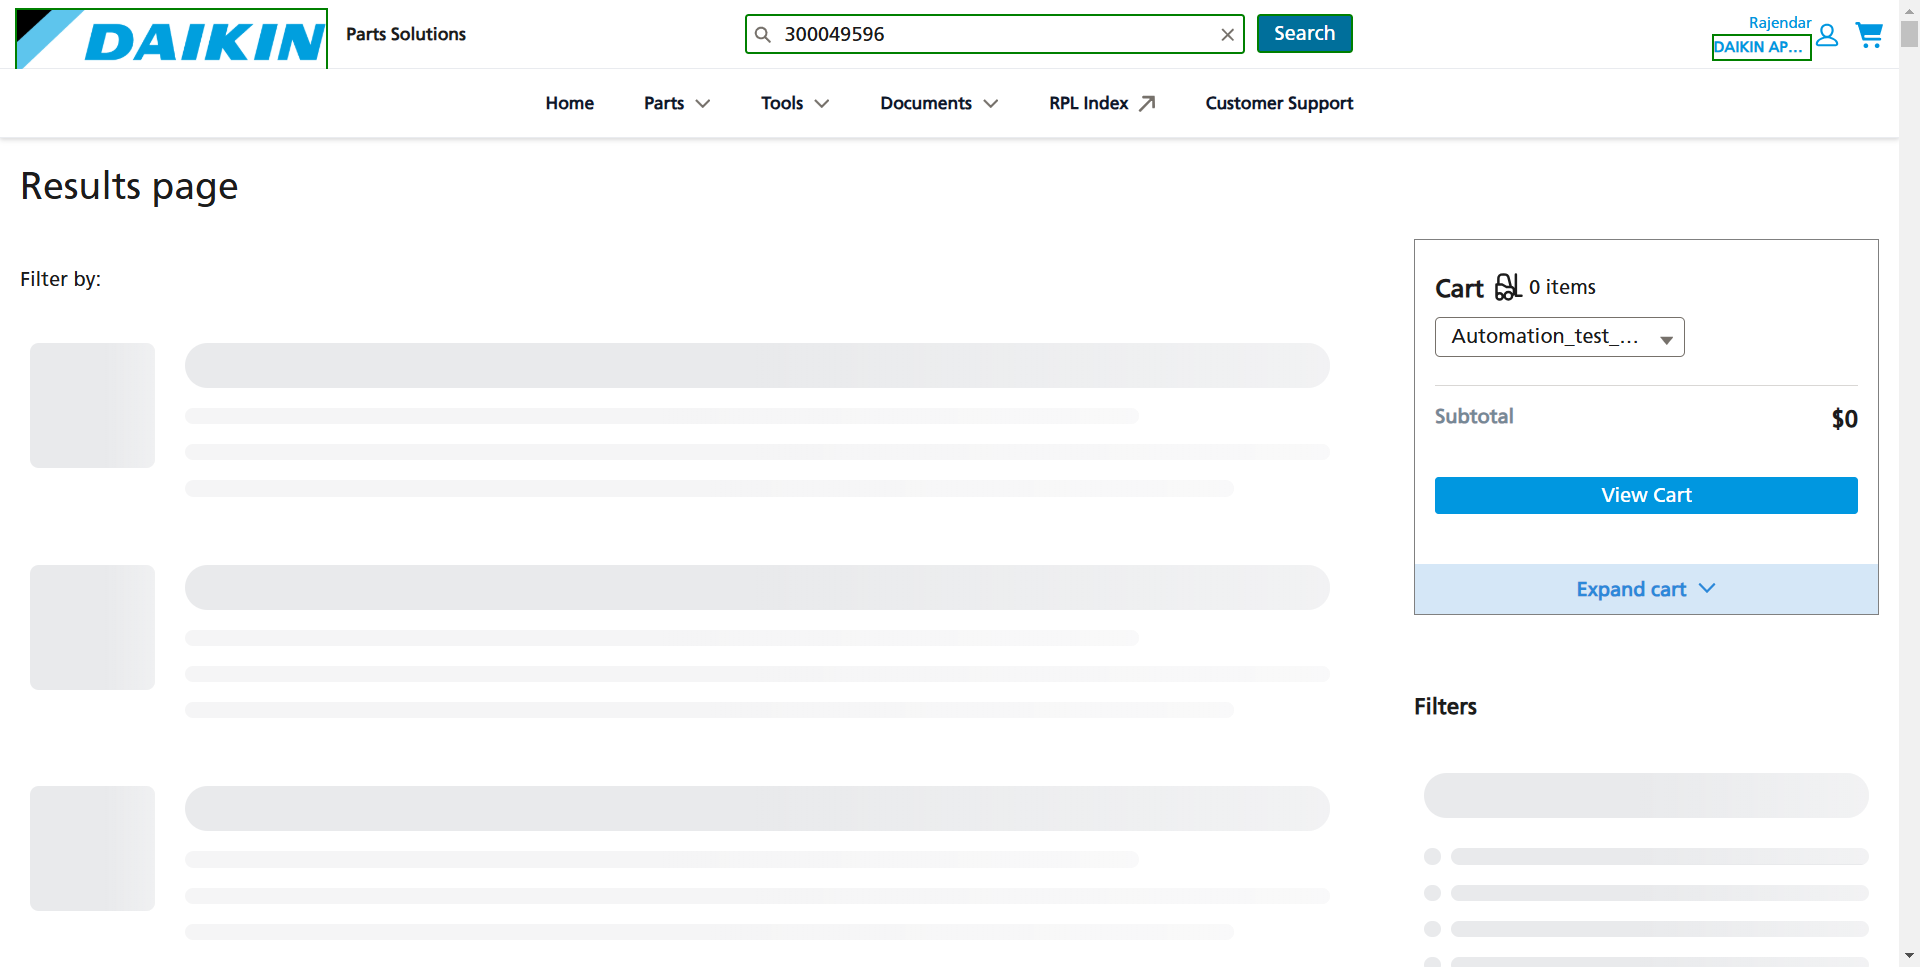 DAIKIN
Parts Solutions
300049596
Search
Rajendar
DAIKIN AP...
Home
Parts
Tools
Documents
RPL Index
Customer Support
Results page
Filter by:
Cart 0 items
Automation_test_...
Subtotal $0
View Cart
Expand cart
Filters